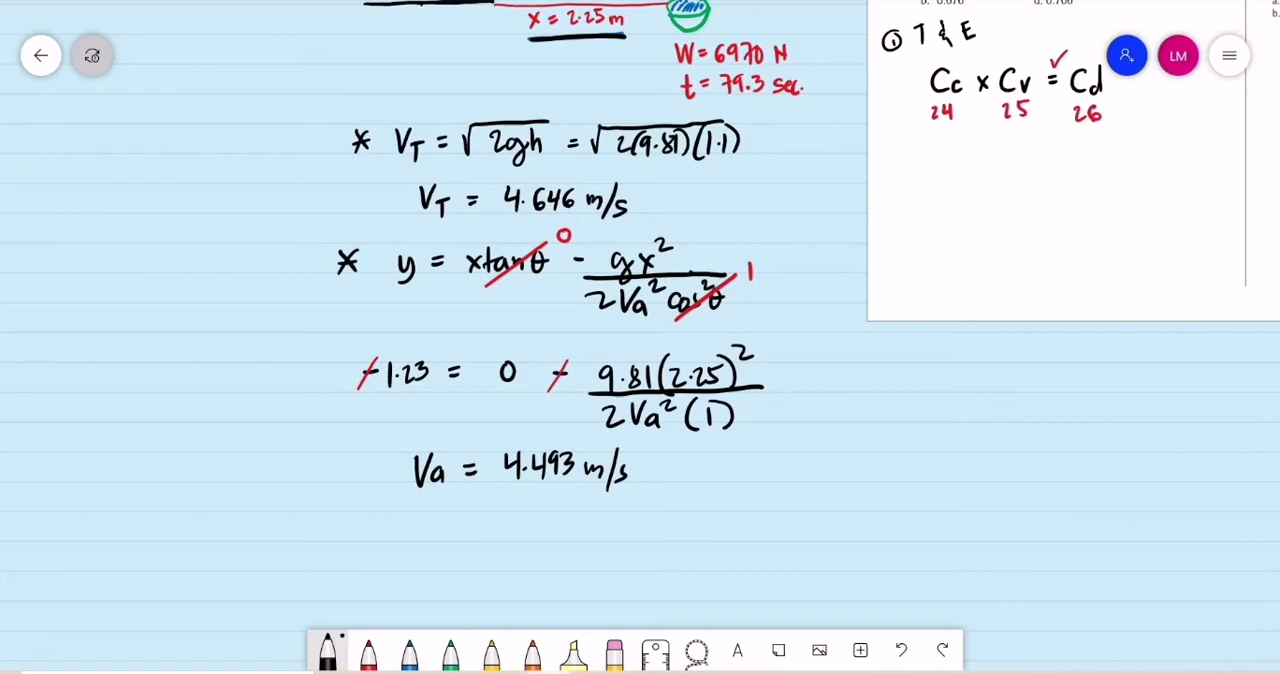 x = 2.25 m
W = 6970 N
t = 79.3 sec.
* V_T = √2gh = √2(9.81)(1.1)
V_T = 4.646 m/s
* y = xtanθ 0 - gx² / 2Va² cos²θ 1
-1.23 = 0 - 9.81(2.25)² / 2Va² (1)
Va = 4.493 m/s
① T & E
Cc x Cv = Cd ✓
24 25 26
LM
A